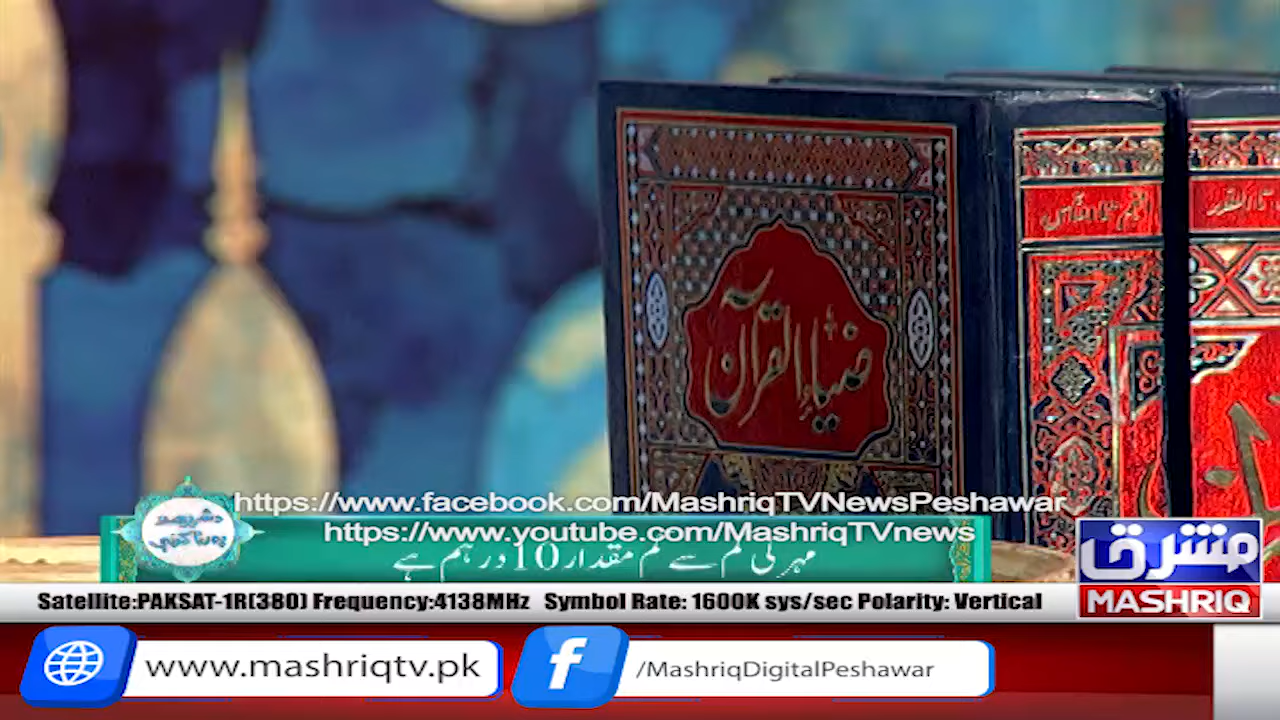 ضیاءُ القرآن
https://www.facebook.com/MashriqTVNewsPeshawar
https://www.youtube.com/MashriqTVnews
مہر کی کم سے کم مقدار 10 درہم ہے
مشرق
MASHRIQ
Satellite:PAKSAT-1R(380) Frequency:4138MHz Symbol Rate: 1600K sys/sec Polarity: Vertical
www.mashriqtv.pk
f
/MashriqDigitalPeshawar